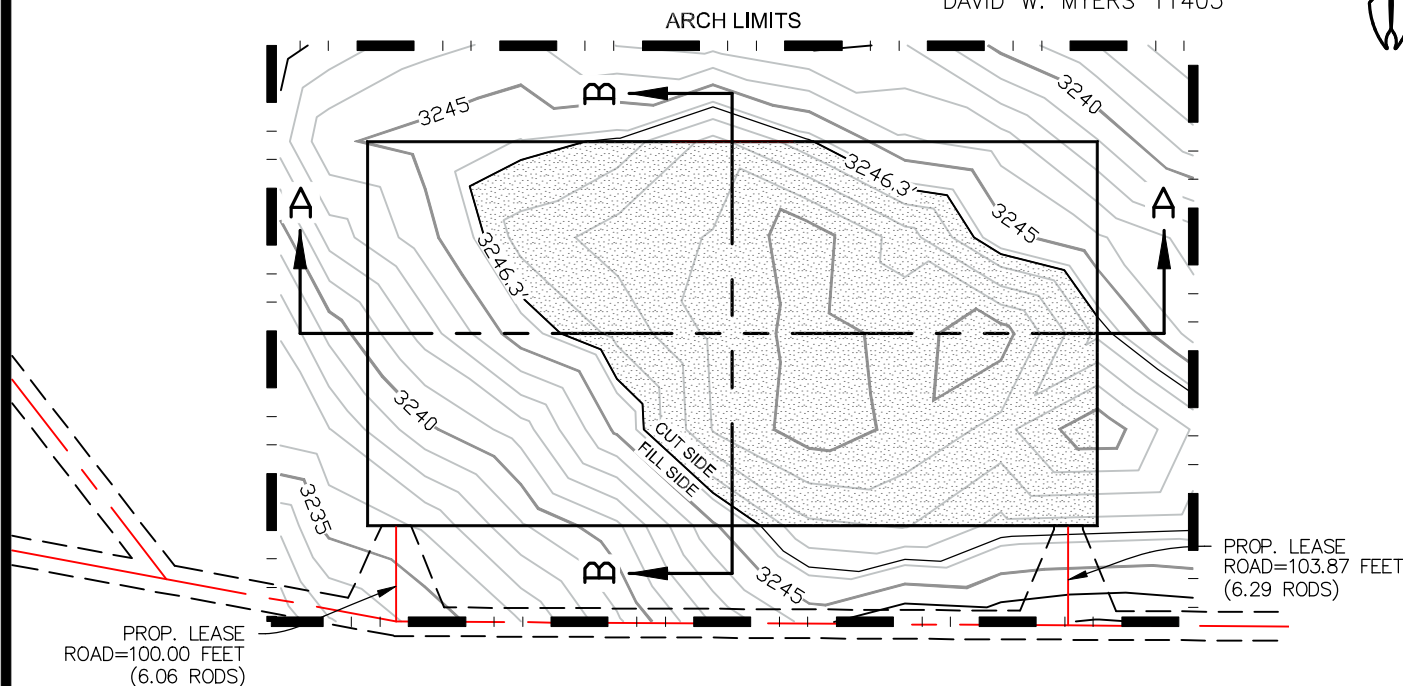 DAVID W. MYERS 11403
ARCH LIMITS
3240
3245
B
3246.3'
A
A
3245
3246.3'
3240
CUT SIDE
FILL SIDE
3235
B
3245
PROP. LEASE
ROAD=103.87 FEET
(6.29 RODS)
PROP. LEASE
ROAD=100.00 FEET
(6.06 RODS)